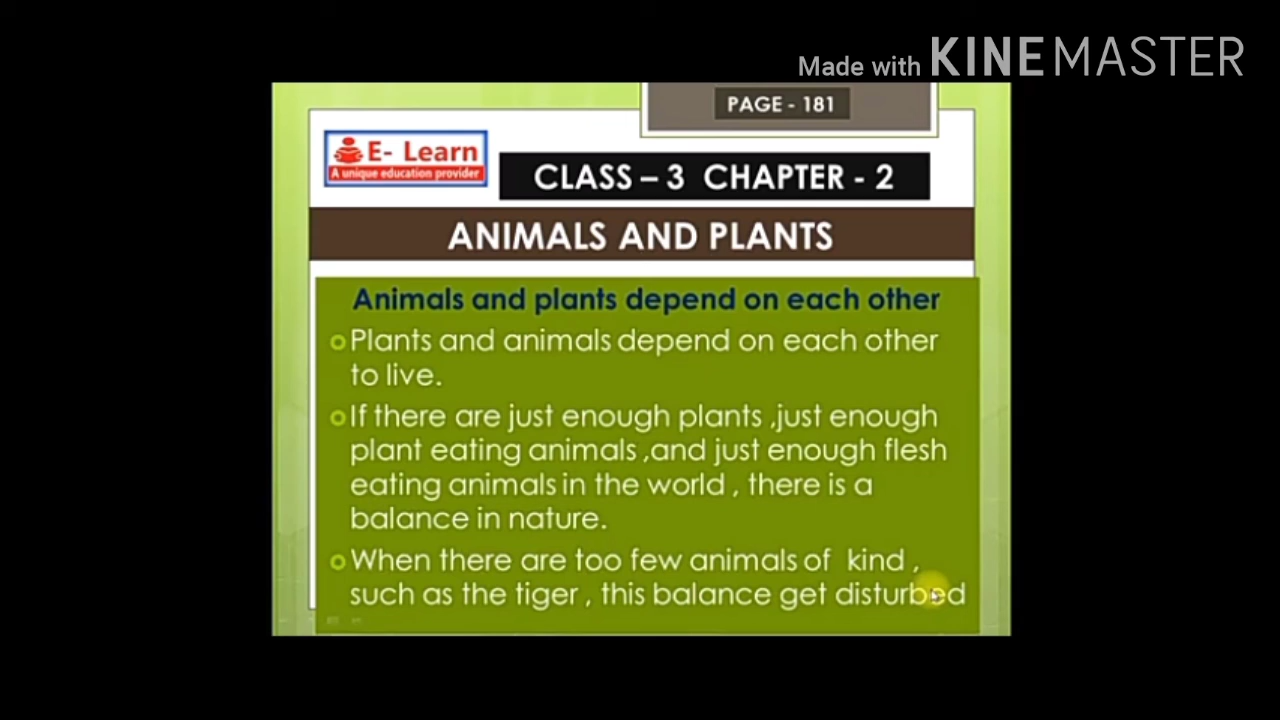 Made with KINEMASTER
PAGE - 181
E- Learn
A unique education provider
CLASS – 3 CHAPTER - 2
ANIMALS AND PLANTS
Animals and plants depend on each other
Plants and animals depend on each other
to live.
If there are just enough plants ,just enough
plant eating animals ,and just enough flesh
eating animals in the world , there is a
balance in nature.
When there are too few animals of kind ,
such as the tiger , this balance get disturbed